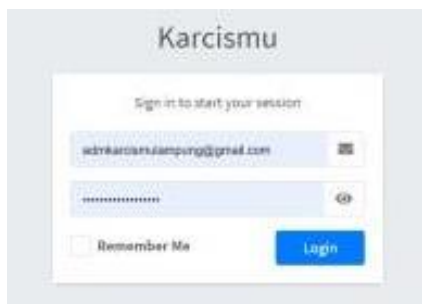 Karcismu
Sign in to start your session
admkarcismulampung@gmail.com
Remember Me
Login